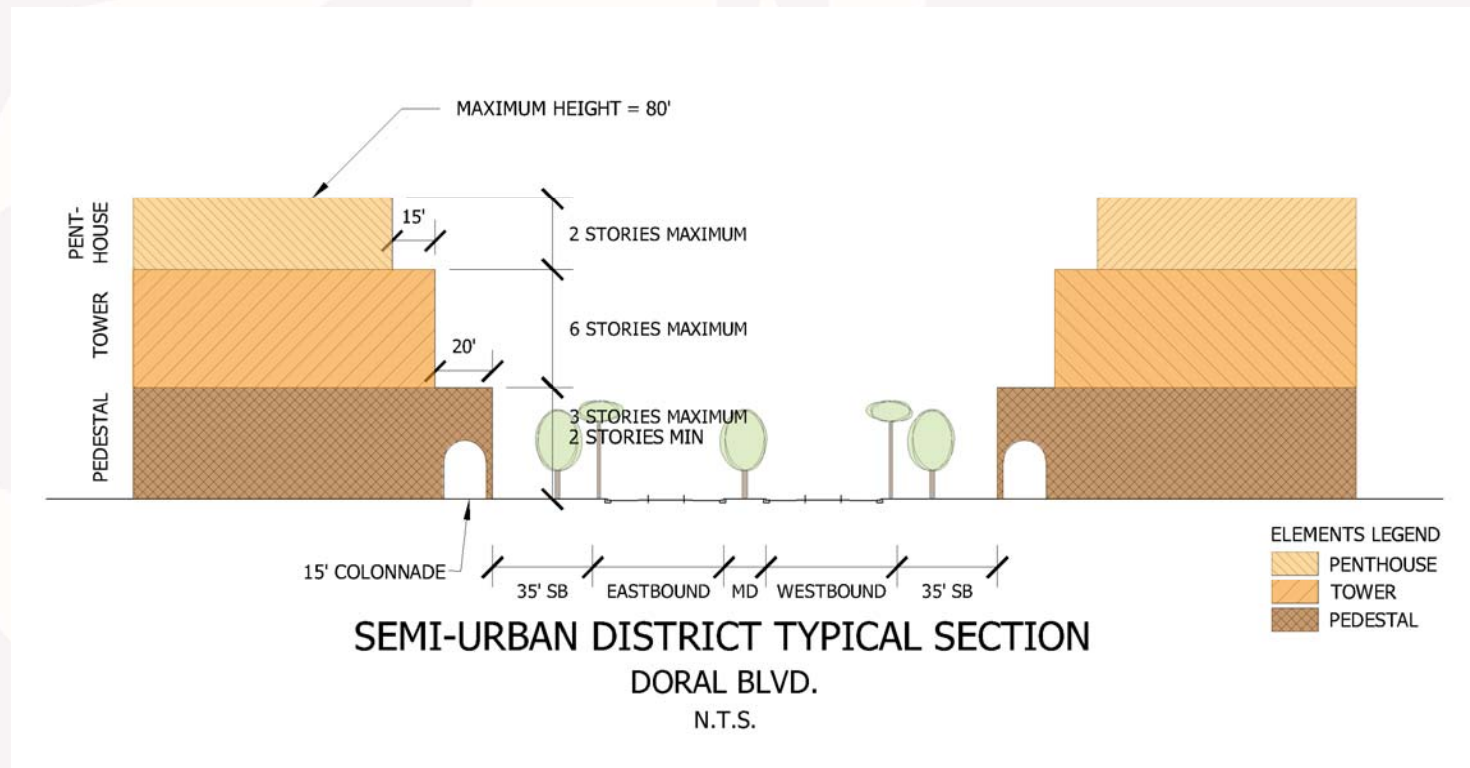 MAXIMUM HEIGHT = 80'
PENT-
HOUSE
15'
2 STORIES MAXIMUM
TOWER
6 STORIES MAXIMUM
20'
PEDESTAL
3 STORIES MAXIMUM
2 STORIES MIN
15' COLONNADE
35' SB
EASTBOUND
MD
WESTBOUND
35' SB
ELEMENTS LEGEND
PENTHOUSE
TOWER
PEDESTAL
SEMI-URBAN DISTRICT TYPICAL SECTION
DORAL BLVD.
N.T.S.